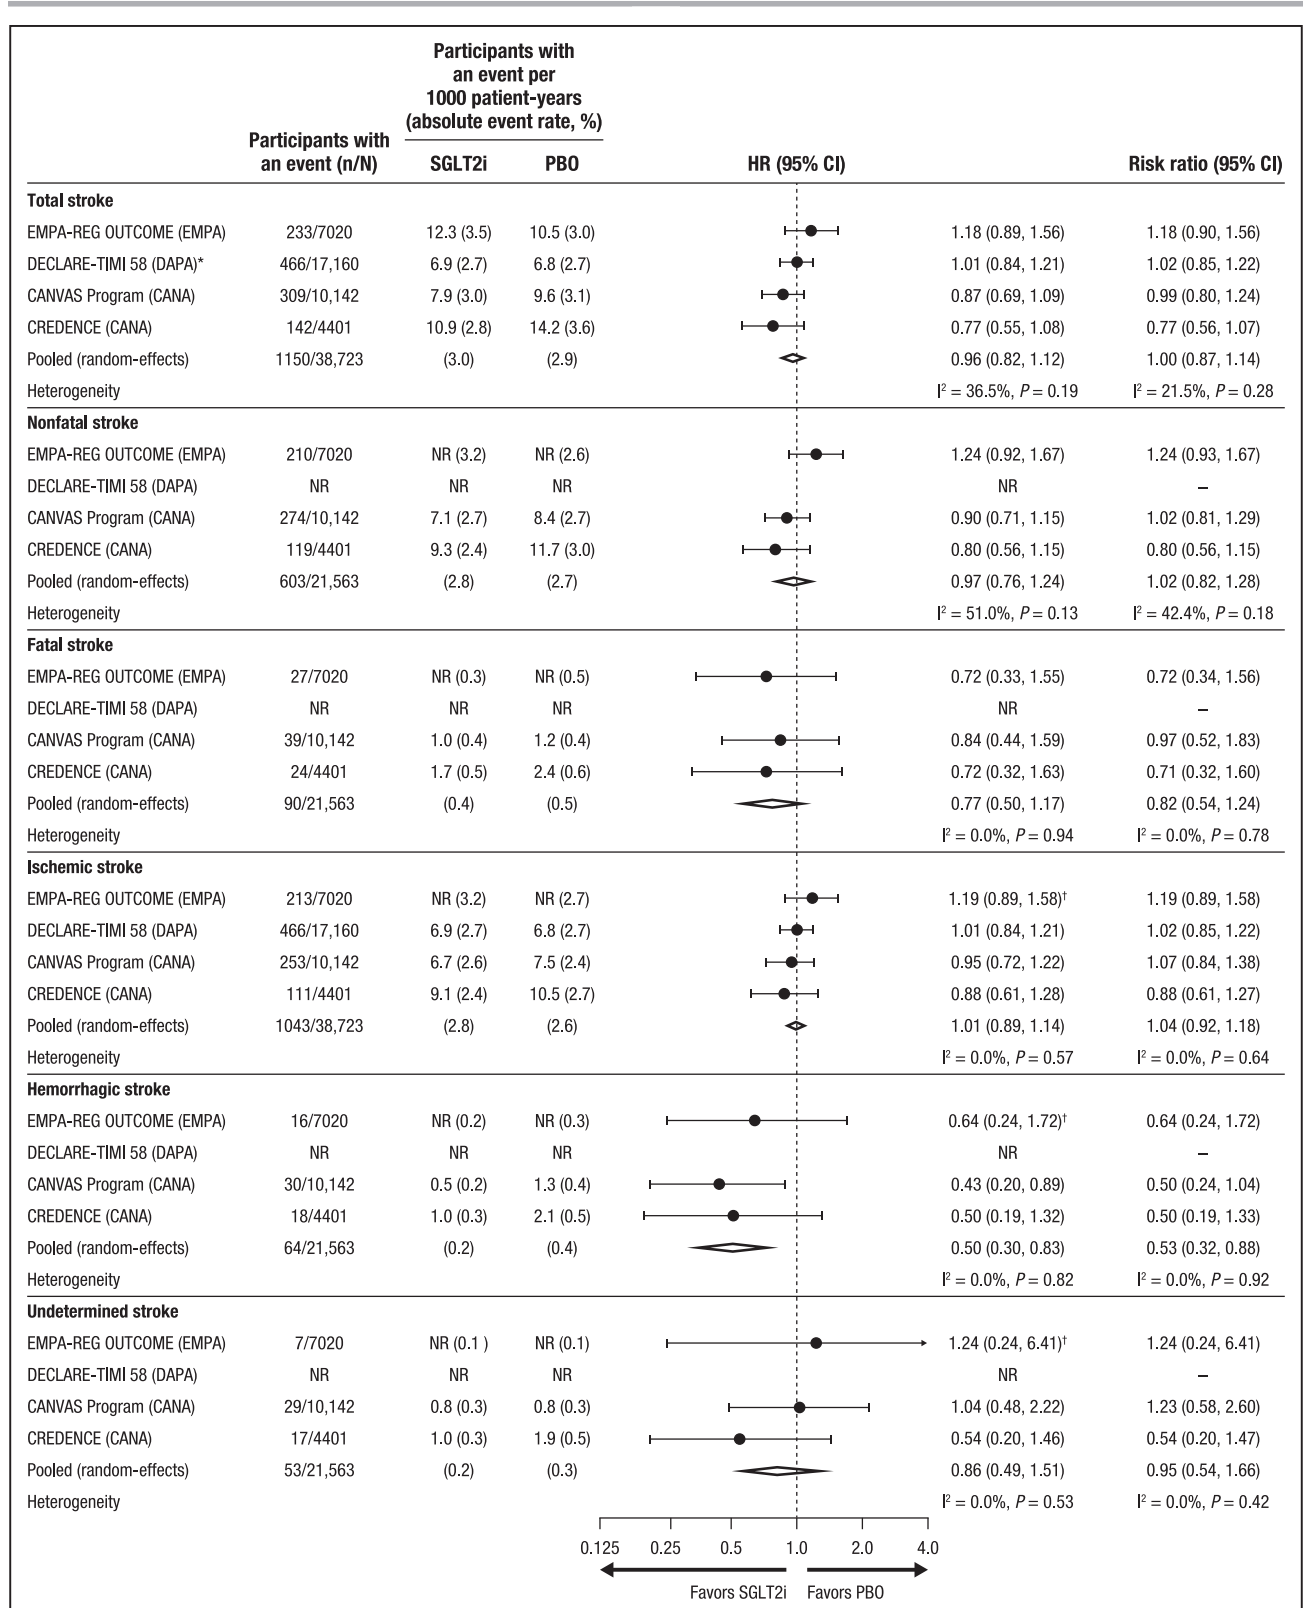 Participants with
an event per
1000 patient-years
(absolute event rate, %)
Participants with
an event (n/N) SGLT2i PBO HR (95% CI) Risk ratio (95% CI)
Total stroke
EMPA-REG OUTCOME (EMPA) 233/7020 12.3 (3.5) 10.5 (3.0) 1.18 (0.89, 1.56) 1.18 (0.90, 1.56)
DECLARE-TIMI 58 (DAPA)* 466/17,160 6.9 (2.7) 6.8 (2.7) 1.01 (0.84, 1.21) 1.02 (0.85, 1.22)
CANVAS Program (CANA) 309/10,142 7.9 (3.0) 9.6 (3.1) 0.87 (0.69, 1.09) 0.99 (0.80, 1.24)
CREDENCE (CANA) 142/4401 10.9 (2.8) 14.2 (3.6) 0.77 (0.55, 1.08) 0.77 (0.56, 1.07)
Pooled (random-effects) 1150/38,723 (3.0) (2.9) 0.96 (0.82, 1.12) 1.00 (0.87, 1.14)
Heterogeneity I² = 36.5%, P = 0.19 I² = 21.5%, P = 0.28
Nonfatal stroke
EMPA-REG OUTCOME (EMPA) 210/7020 NR (3.2) NR (2.6) 1.24 (0.92, 1.67) 1.24 (0.93, 1.67)
DECLARE-TIMI 58 (DAPA) NR NR NR NR –
CANVAS Program (CANA) 274/10,142 7.1 (2.7) 8.4 (2.7) 0.90 (0.71, 1.15) 1.02 (0.81, 1.29)
CREDENCE (CANA) 119/4401 9.3 (2.4) 11.7 (3.0) 0.80 (0.56, 1.15) 0.80 (0.56, 1.15)
Pooled (random-effects) 603/21,563 (2.8) (2.7) 0.97 (0.76, 1.24) 1.02 (0.82, 1.28)
Heterogeneity I² = 51.0%, P = 0.13 I² = 42.4%, P = 0.18
Fatal stroke
EMPA-REG OUTCOME (EMPA) 27/7020 NR (0.3) NR (0.5) 0.72 (0.33, 1.55) 0.72 (0.34, 1.56)
DECLARE-TIMI 58 (DAPA) NR NR NR NR –
CANVAS Program (CANA) 39/10,142 1.0 (0.4) 1.2 (0.4) 0.84 (0.44, 1.59) 0.97 (0.52, 1.83)
CREDENCE (CANA) 24/4401 1.7 (0.5) 2.4 (0.6) 0.72 (0.32, 1.63) 0.71 (0.32, 1.60)
Pooled (random-effects) 90/21,563 (0.4) (0.5) 0.77 (0.50, 1.17) 0.82 (0.54, 1.24)
Heterogeneity I² = 0.0%, P = 0.94 I² = 0.0%, P = 0.78
Ischemic stroke
EMPA-REG OUTCOME (EMPA) 213/7020 NR (3.2) NR (2.7) 1.19 (0.89, 1.58)† 1.19 (0.89, 1.58)
DECLARE-TIMI 58 (DAPA) 466/17,160 6.9 (2.7) 6.8 (2.7) 1.01 (0.84, 1.21) 1.02 (0.85, 1.22)
CANVAS Program (CANA) 253/10,142 6.7 (2.6) 7.5 (2.4) 0.95 (0.72, 1.22) 1.07 (0.84, 1.38)
CREDENCE (CANA) 111/4401 9.1 (2.4) 10.5 (2.7) 0.88 (0.61, 1.28) 0.88 (0.61, 1.27)
Pooled (random-effects) 1043/38,723 (2.8) (2.6) 1.01 (0.89, 1.14) 1.04 (0.92, 1.18)
Heterogeneity I² = 0.0%, P = 0.57 I² = 0.0%, P = 0.64
Hemorrhagic stroke
EMPA-REG OUTCOME (EMPA) 16/7020 NR (0.2) NR (0.3) 0.64 (0.24, 1.72)† 0.64 (0.24, 1.72)
DECLARE-TIMI 58 (DAPA) NR NR NR NR –
CANVAS Program (CANA) 30/10,142 0.5 (0.2) 1.3 (0.4) 0.43 (0.20, 0.89) 0.50 (0.24, 1.04)
CREDENCE (CANA) 18/4401 1.0 (0.3) 2.1 (0.5) 0.50 (0.19, 1.32) 0.50 (0.19, 1.33)
Pooled (random-effects) 64/21,563 (0.2) (0.4) 0.50 (0.30, 0.83) 0.53 (0.32, 0.88)
Heterogeneity I² = 0.0%, P = 0.82 I² = 0.0%, P = 0.92
Undetermined stroke
EMPA-REG OUTCOME (EMPA) 7/7020 NR (0.1 ) NR (0.1) 1.24 (0.24, 6.41)† 1.24 (0.24, 6.41)
DECLARE-TIMI 58 (DAPA) NR NR NR NR –
CANVAS Program (CANA) 29/10,142 0.8 (0.3) 0.8 (0.3) 1.04 (0.48, 2.22) 1.23 (0.58, 2.60)
CREDENCE (CANA) 17/4401 1.0 (0.3) 1.9 (0.5) 0.54 (0.20, 1.46) 0.54 (0.20, 1.47)
Pooled (random-effects) 53/21,563 (0.2) (0.3) 0.86 (0.49, 1.51) 0.95 (0.54, 1.66)
Heterogeneity I² = 0.0%, P = 0.53 I² = 0.0%, P = 0.42
0.125 0.25 0.5 1.0 2.0 4.0
Favors SGLT2i Favors PBO